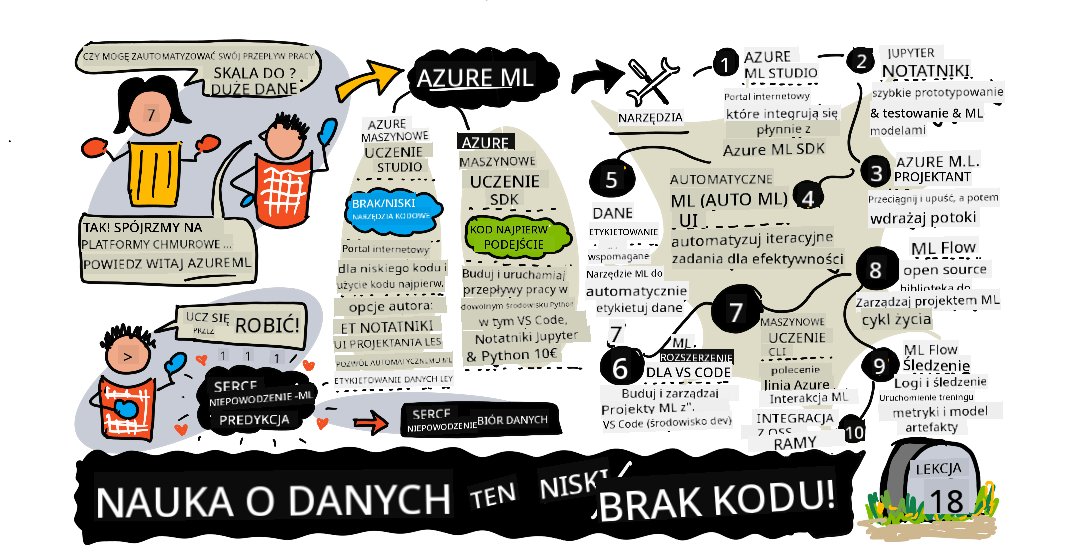 CZY MOGĘ ZAUTOMATYZOWAĆ SWÓJ PRZEPŁYW PRACY
SKALA DO ?
DUŻE DANE
7
TAK! SPÓJRZMY NA
PLATFORMY CHMUROWE ...
POWIEDZ WITAJ AZUREML
UCZ SIĘ
PRZEZ
ROBIĆ!
>
1 1 1
SERCE
NIEPOWODZENIE -ML
PREDYKCJA
AZURE ML
AZURE
MASZYNOWE
UCZENIE
STUDIO
BRAK/NISKI
NARZĘDZIA KODOWE
Portal internetowy
dla niskiego kodu i
użycie kodu najpierw.
opcje autora:
ET NOTATNIKI
UI PROJEKTANTA LES
POZWÓL AUTOMATYCZNEMU ML
ETYKIETOWANIE DANYCH LEY
AZURE
MASZYNOWE
UCZENIE
SDK
KOD NAJPIERW
PODEJŚCIE
Buduj i uruchamiaj
przepływy pracy w
dowolnym środowisku Python
w tym VS Code,
Notatniki Jupyter
& Python 10€
SERCE
NIEPOWODZENIE
BIÓR DANYCH
NARZĘDZIA
1
AZURE
ML STUDIO
Portal internetowy
które integrują się
płynnie z
Azure ML SDK
2
JUPYTER
NOTATNIKI
szybkie prototypowanie
& testowanie & ML
modelami
3
AZURE M.L.
PROJEKTANT
Przeciągnij i upuść, a potem
wdrażaj potoki
AUTOMATYCZNE
ML (AUTO ML)
4
UI
automatyzuj iteracyjne
zadania dla efektywności
5
DANE
ETYKIETOWANIE
wspomagane
Narzędzie ML do
automatycznie
etykietuj dane
7
6
ML.
ROZSZERZENIE
DLA VS CODE
Buduj i zarządzaj
Projekty ML z".
VS Code (środowisko dev)
7
MASZYNOWE
UCZENIE
CLI
polecenie
linia Azure
Interakcja ML
8
ML Flow
open source
biblioteka do
Zarządzaj projektem ML
cykl życia
9
ML Flow
Śledzenie
Logi i śledzenie
Uruchomienie treningu
metryki i model
artefakty
10
INTEGRACJA
Z OSS
RAMY
NAUKA O DANYCH
TEN
NISKI/
BRAK KODU!
LEKCJA
18